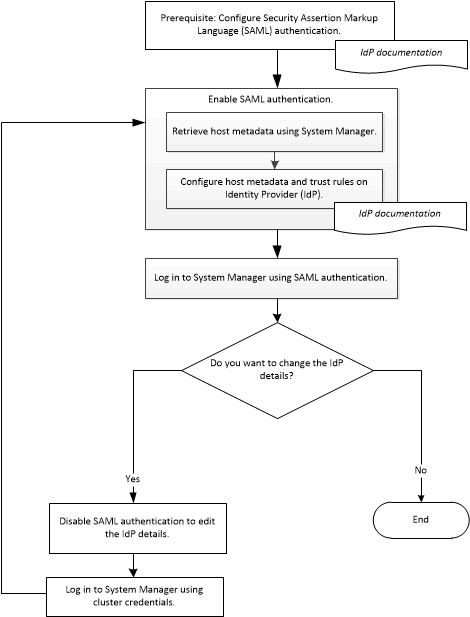 Prerequisite: Configure Security Assertion Markup
Language (SAML) authentication.
IdP documentation
Enable SAML authentication.
Retrieve host metadata using System Manager.
Configure host metadata and trust rules on
Identity Provider (IdP).
IdP documentation
Log in to System Manager using SAML authentication.
Do you want to change the IdP
details?
Yes
No
Disable SAML authentication to edit
the IdP details.
End
Log in to System Manager using
cluster credentials.